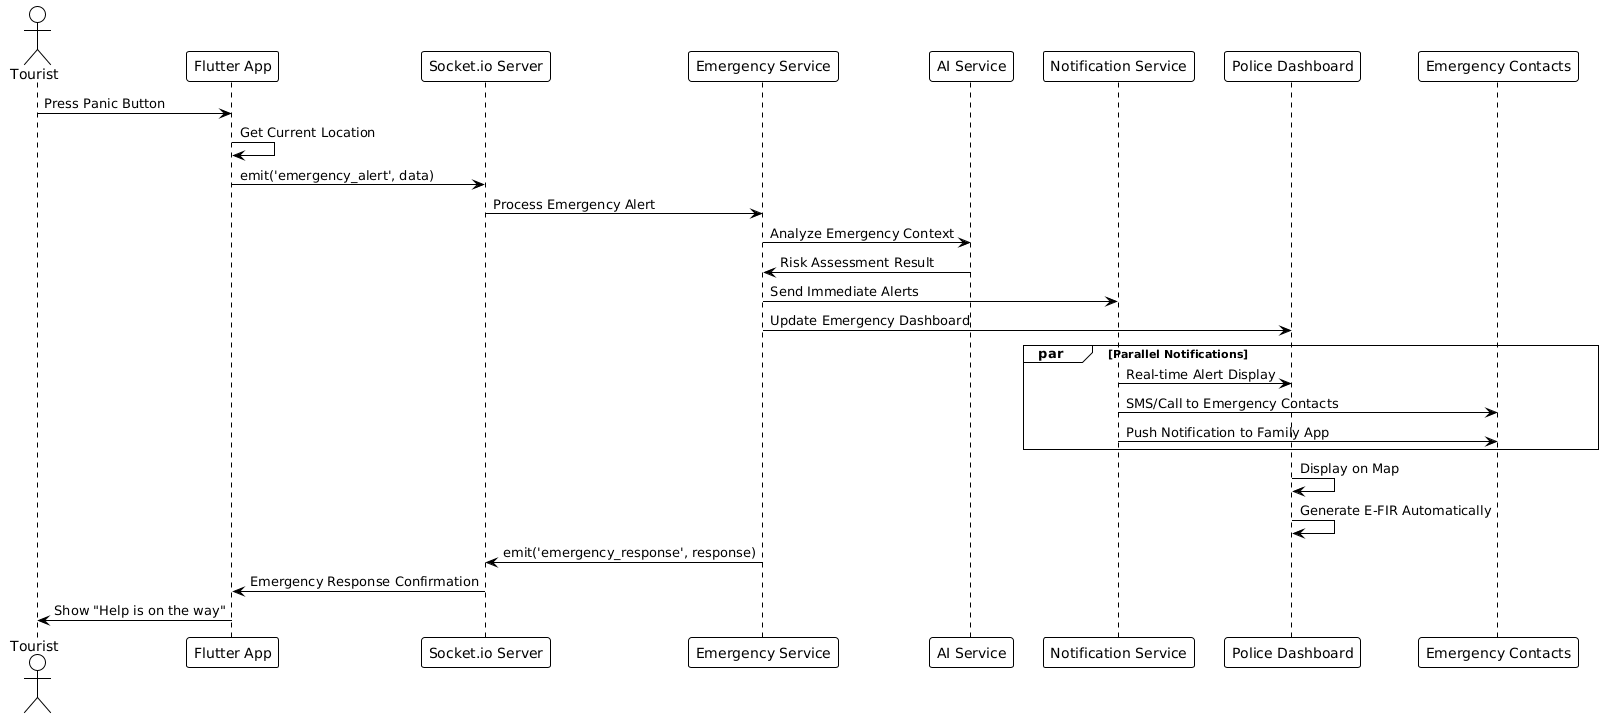 Tourist
Flutter App
Socket.io Server
Emergency Service
AI Service
Notification Service
Police Dashboard
Emergency Contacts
Press Panic Button
Get Current Location
emit('emergency_alert', data)
Process Emergency Alert
Analyze Emergency Context
Risk Assessment Result
Send Immediate Alerts
Update Emergency Dashboard
par
[Parallel Notifications]
Real-time Alert Display
SMS/Call to Emergency Contacts
Push Notification to Family App
Display on Map
Generate E-FIR Automatically
emit('emergency_response', response)
Emergency Response Confirmation
Show "Help is on the way"
Tourist
Flutter App
Socket.io Server
Emergency Service
AI Service
Notification Service
Police Dashboard
Emergency Contacts